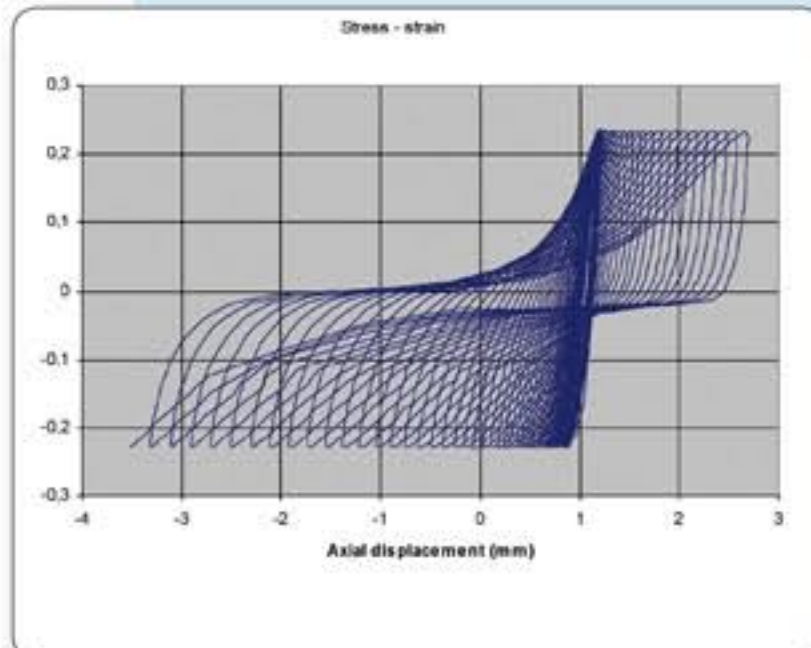 Stress - strain
0,3
0,2
0,1
0
-0,1
-0,2
-0,3
-4 -3 -2 -1 0 1 2 3
Axial displacement (mm)